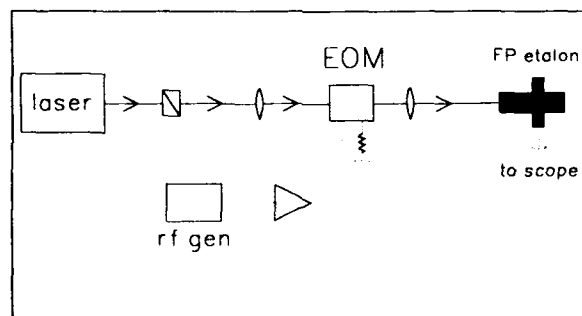 FP etalon
EOM
laser
to scope
rf gen